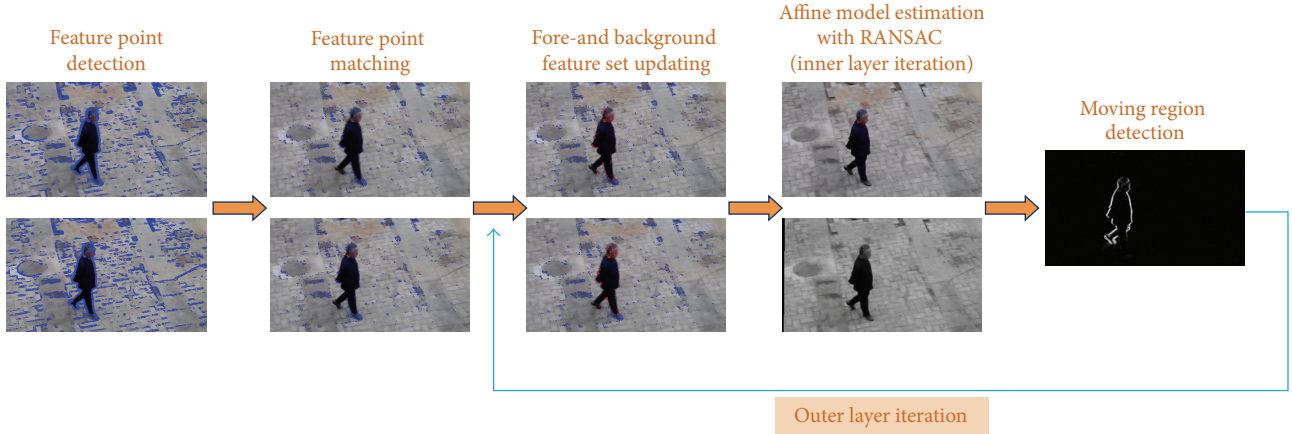 Feature point
detection
Feature point
matching
Fore-and background
feature set updating
Affine model estimation
with RANSAC
(inner layer iteration)
Moving region
detection
Outer layer iteration